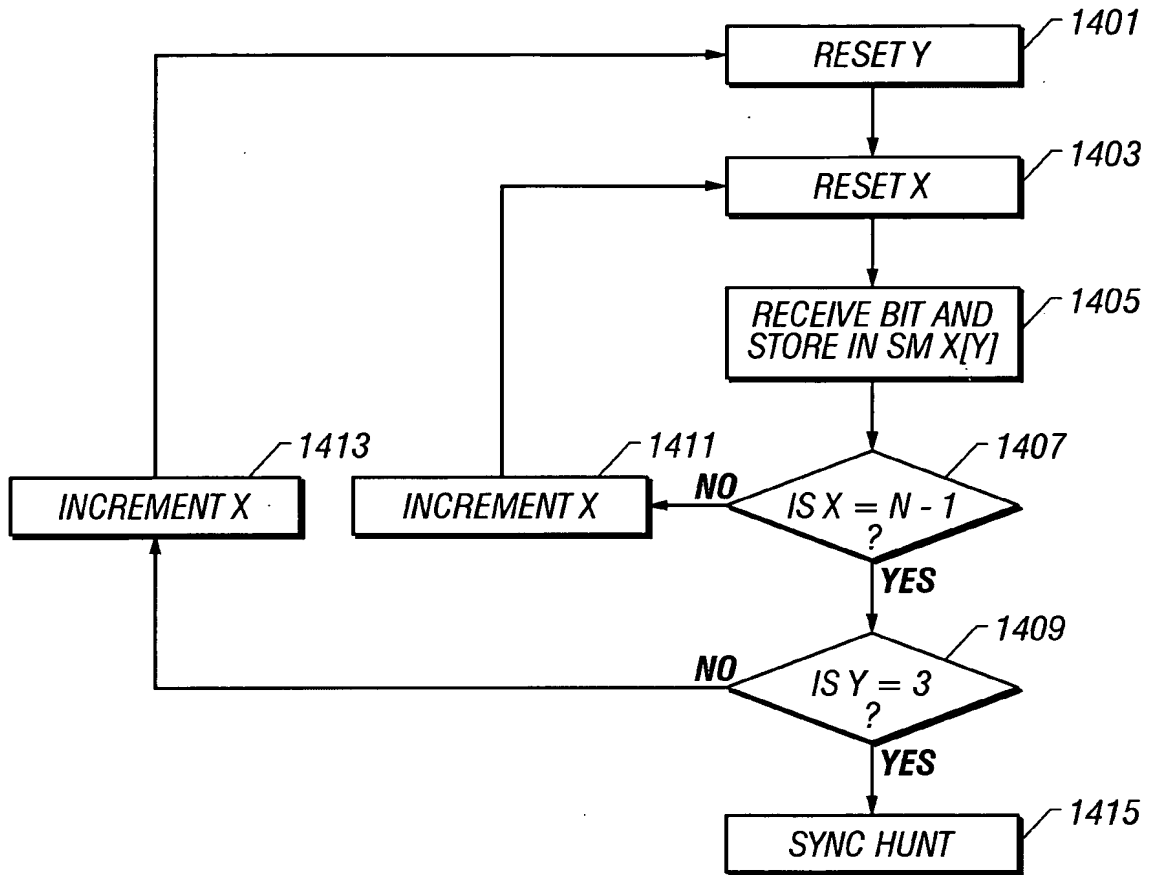 1401
RESET Y
1403
RESET X
1405
RECEIVE BIT AND
STORE IN SM X[Y]
1413
INCREMENT X
1411
INCREMENT X
1407
NO
IS X = N - 1
?
YES
1409
NO
IS Y = 3
?
YES
1415
SYNC HUNT